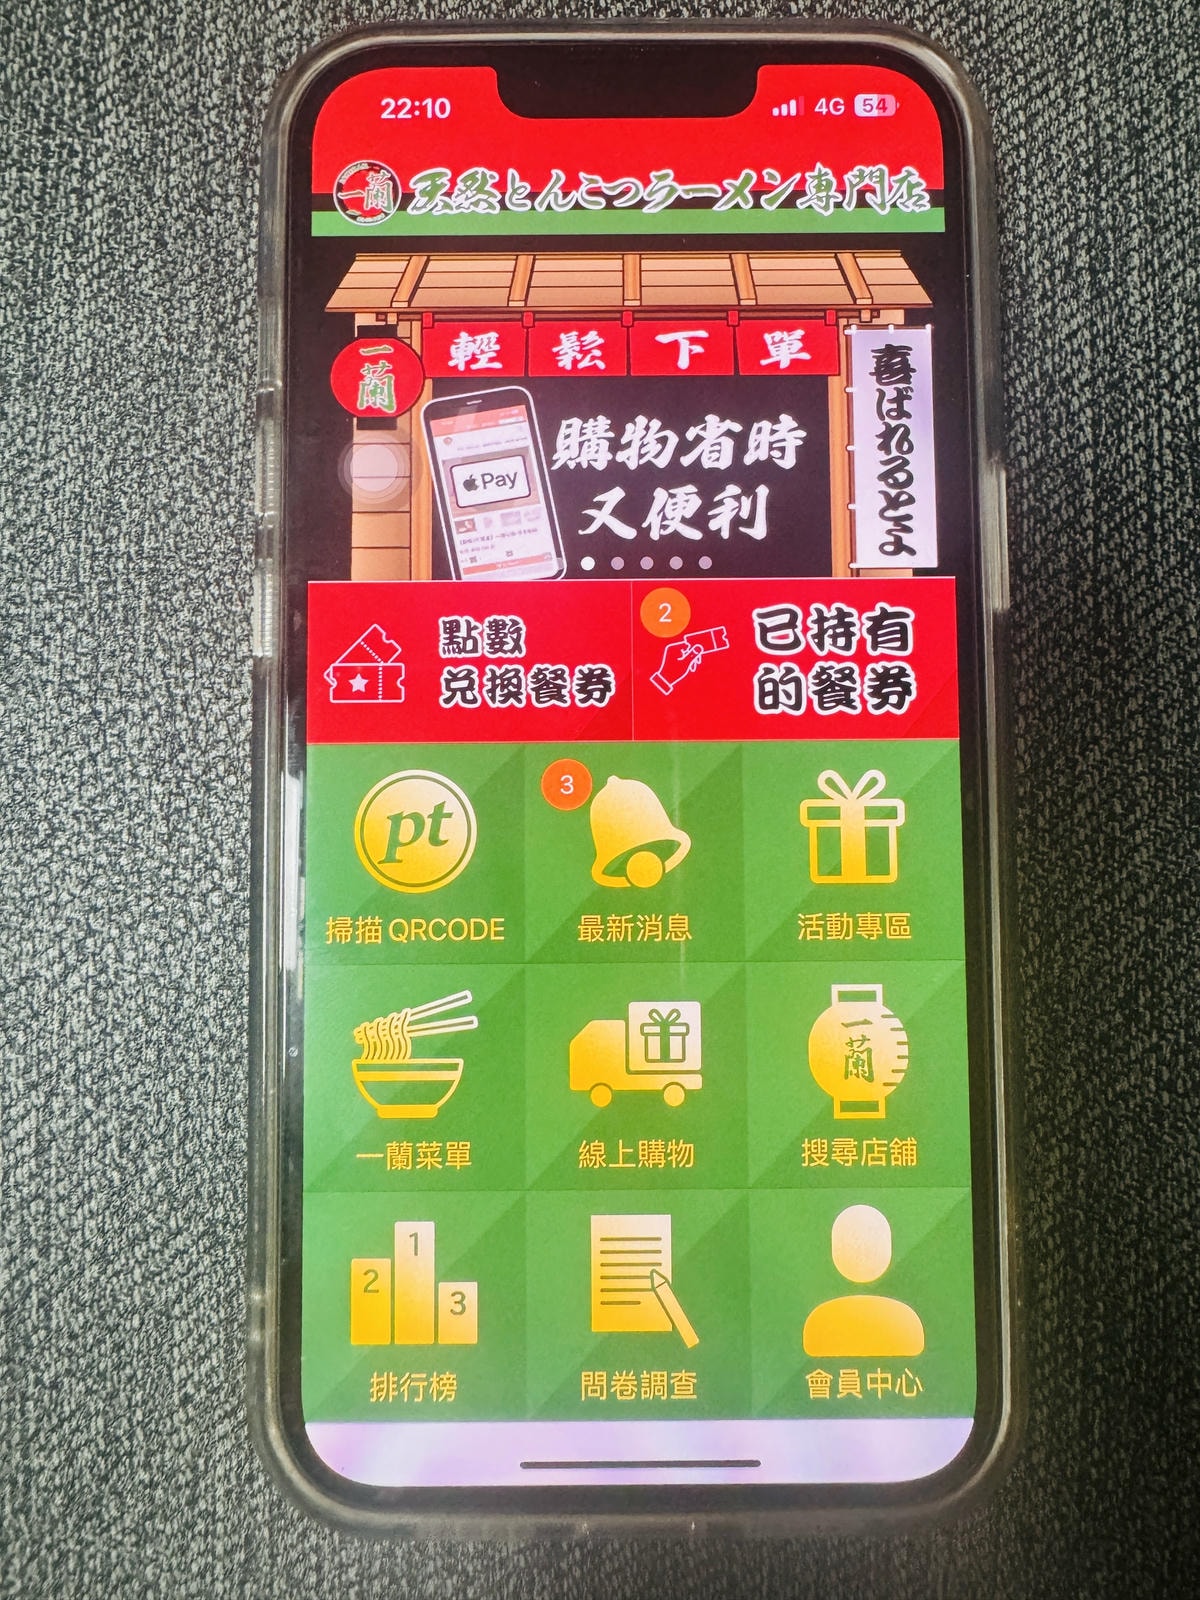 22:10
4G 54
一蘭 天然とんこつラーメン専門店
輕鬆下單
一蘭
喜ばれるとよ
Pay
購物省時
又便利
點數
兌換餐券
2
已持有
的餐券
pt
掃描 QRCODE
3
最新消息
活動專區
一蘭菜單
線上購物
一蘭
搜尋店舖
1
2
3
排行榜
問卷調查
會員中心